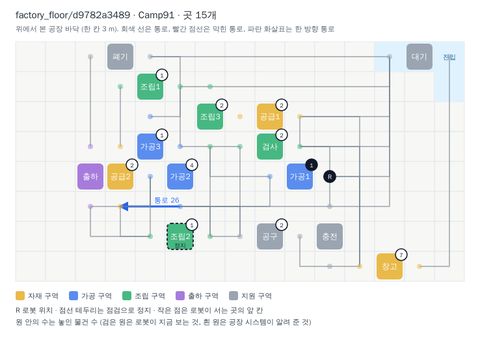 factory_floor/d9782a3489 · Camp91 · 곳 15개
위에서 본 공장 바닥 (한 칸 3 m). 회색 선은 통로, 빨간 점선은 막힌 통로, 파란 화살표는 한 방향 통로
폐기
대기
진입
조립1 1
조립3 2
공급1 2
가공3 1
검사 2
출하
공급2 2
가공2 4
가공1 1
R
통로 26
조립2 1
정지
공구 2
충전
창고 7
자재 구역
가공 구역
조립 구역
출하 구역
지원 구역
R 로봇 위치 · 점선 테두리는 점검으로 정지 · 작은 점은 로봇이 서는 곳의 앞 칸
원 안의 수는 놓인 물건 수 (검은 원은 로봇이 지금 보는 것, 흰 원은 공장 시스템이 알려 준 것)